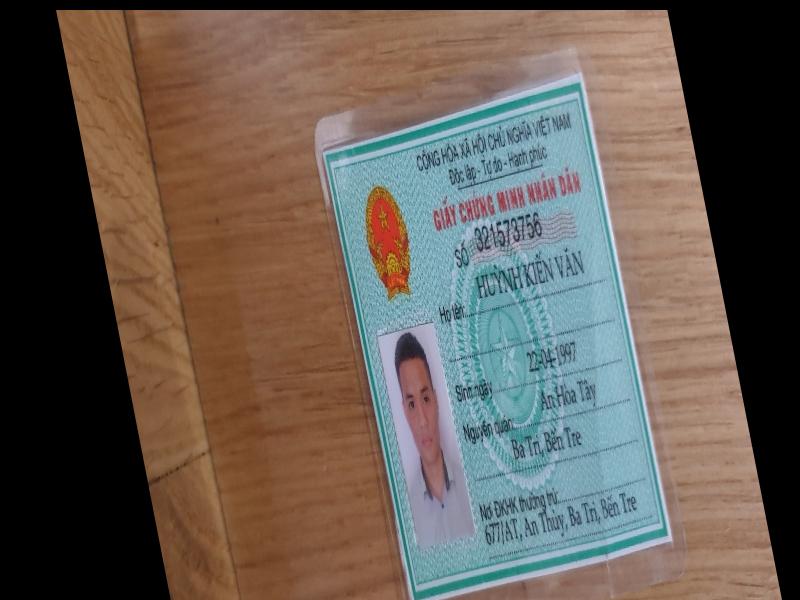 CỘNG HÒA XÃ HỘI CHỦ NGHĨA VIỆT NAM
Độc lập - Tự do - Hạnh phúc
GIẤY CHỨNG MINH NHÂN DÂN
SỐ 321573756
Họ tên: HUỲNH KIẾN VĂN
Sinh ngày 22-04-1997
Nguyên quán: An Hòa Tây
Ba Tri, Bến Tre
Nơi ĐKHK thường trú:
677/AT, An Thủy, Ba Tri, Bến Tre